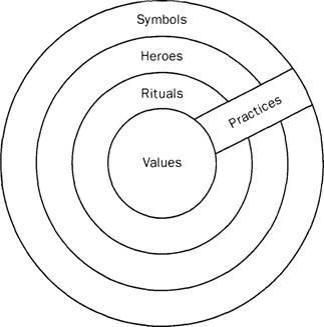 Symbols
Heroes
Rituals
Practices
Values